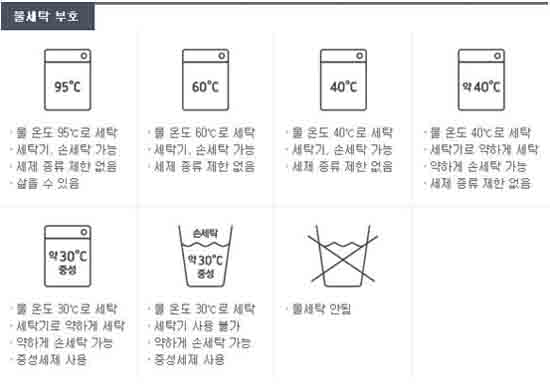 물세탁 부호
95℃
60℃
40℃
약 40℃
· 물 온도 95℃로 세탁
· 세탁기, 손세탁 가능
· 세제 종류 제한 없음
· 삶을 수 있음
· 물 온도 60℃로 세탁
· 세탁기, 손세탁 가능
· 세제 종류 제한 없음
· 물 온도 40℃로 세탁
· 세탁기, 손세탁 가능
· 세제 종류 제한 없음
· 물 온도 40℃로 세탁
· 세탁기로 약하게 세탁
· 약하게 손세탁 가능
· 세제 종류 제한 없음
약 30℃
중성
손세탁
약 30℃
중성
· 물 온도 30℃로 세탁
· 세탁기로 약하게 세탁
· 약하게 손세탁 가능
· 중성세제 사용
· 물 온도 30℃로 세탁
· 세탁기 사용 불가
· 약하게 손세탁 가능
· 중성세제 사용
· 물세탁 안됨